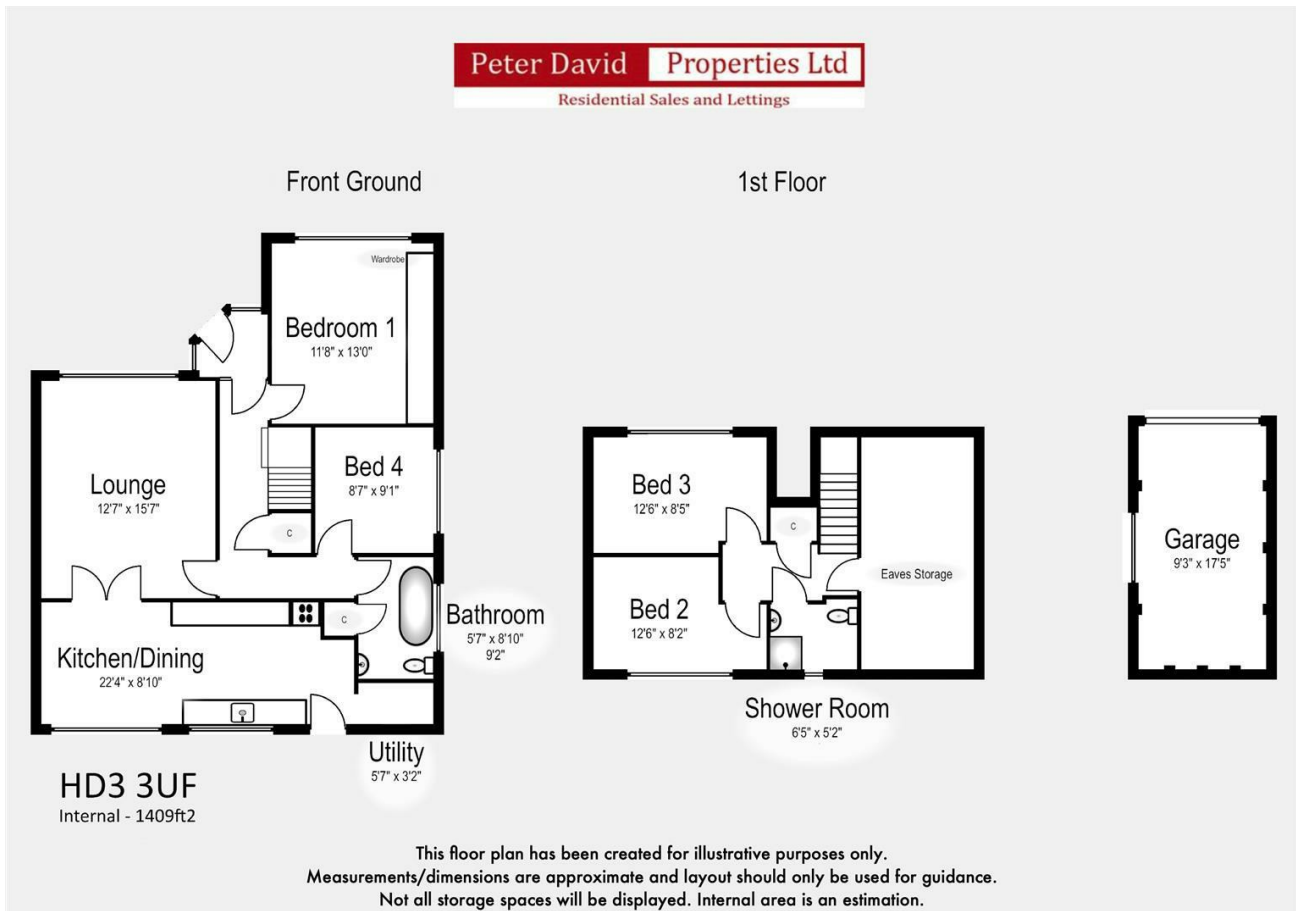 Peter David Properties Ltd
Residential Sales and Lettings
Front Ground
1st Floor
Wardrobe
Bedroom 1
11'8" x 13'0"
Lounge
12'7" x 15'7"
Bed 4
8'7" x 9'1"
C
C
Bathroom
5'7" x 8'10"
9'2"
Kitchen/Dining
22'4" x 8'10"
Utility
5'7" x 3'2"
Bed 3
12'6" x 8'5"
C
Eaves Storage
Bed 2
12'6" x 8'2"
Shower Room
6'5" x 5'2"
Garage
9'3" x 17'5"
HD3 3UF
Internal - 1409ft2
This floor plan has been created for illustrative purposes only.
Measurements/dimensions are approximate and layout should only be used for guidance.
Not all storage spaces will be displayed. Internal area is an estimation.